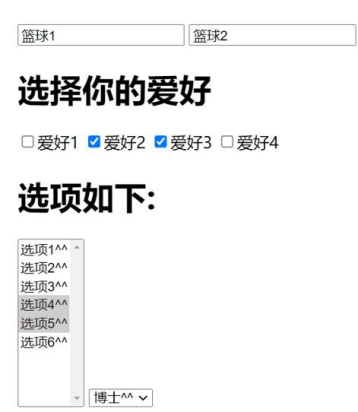 篮球1 篮球2
选择你的爱好
爱好1 爱好2 爱好3 爱好4
选项如下:
选项1^^
选项2^^
选项3^^
选项4^^
选项5^^
选项6^^
博士^^